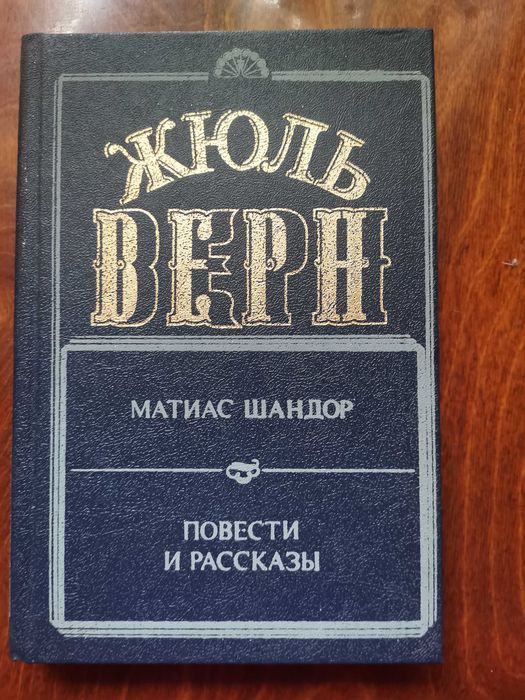 ЖЮЛЬ
ВЕРН
МАТИАС ШАНДОР
ПОВЕСТИ
И РАССКАЗЫ